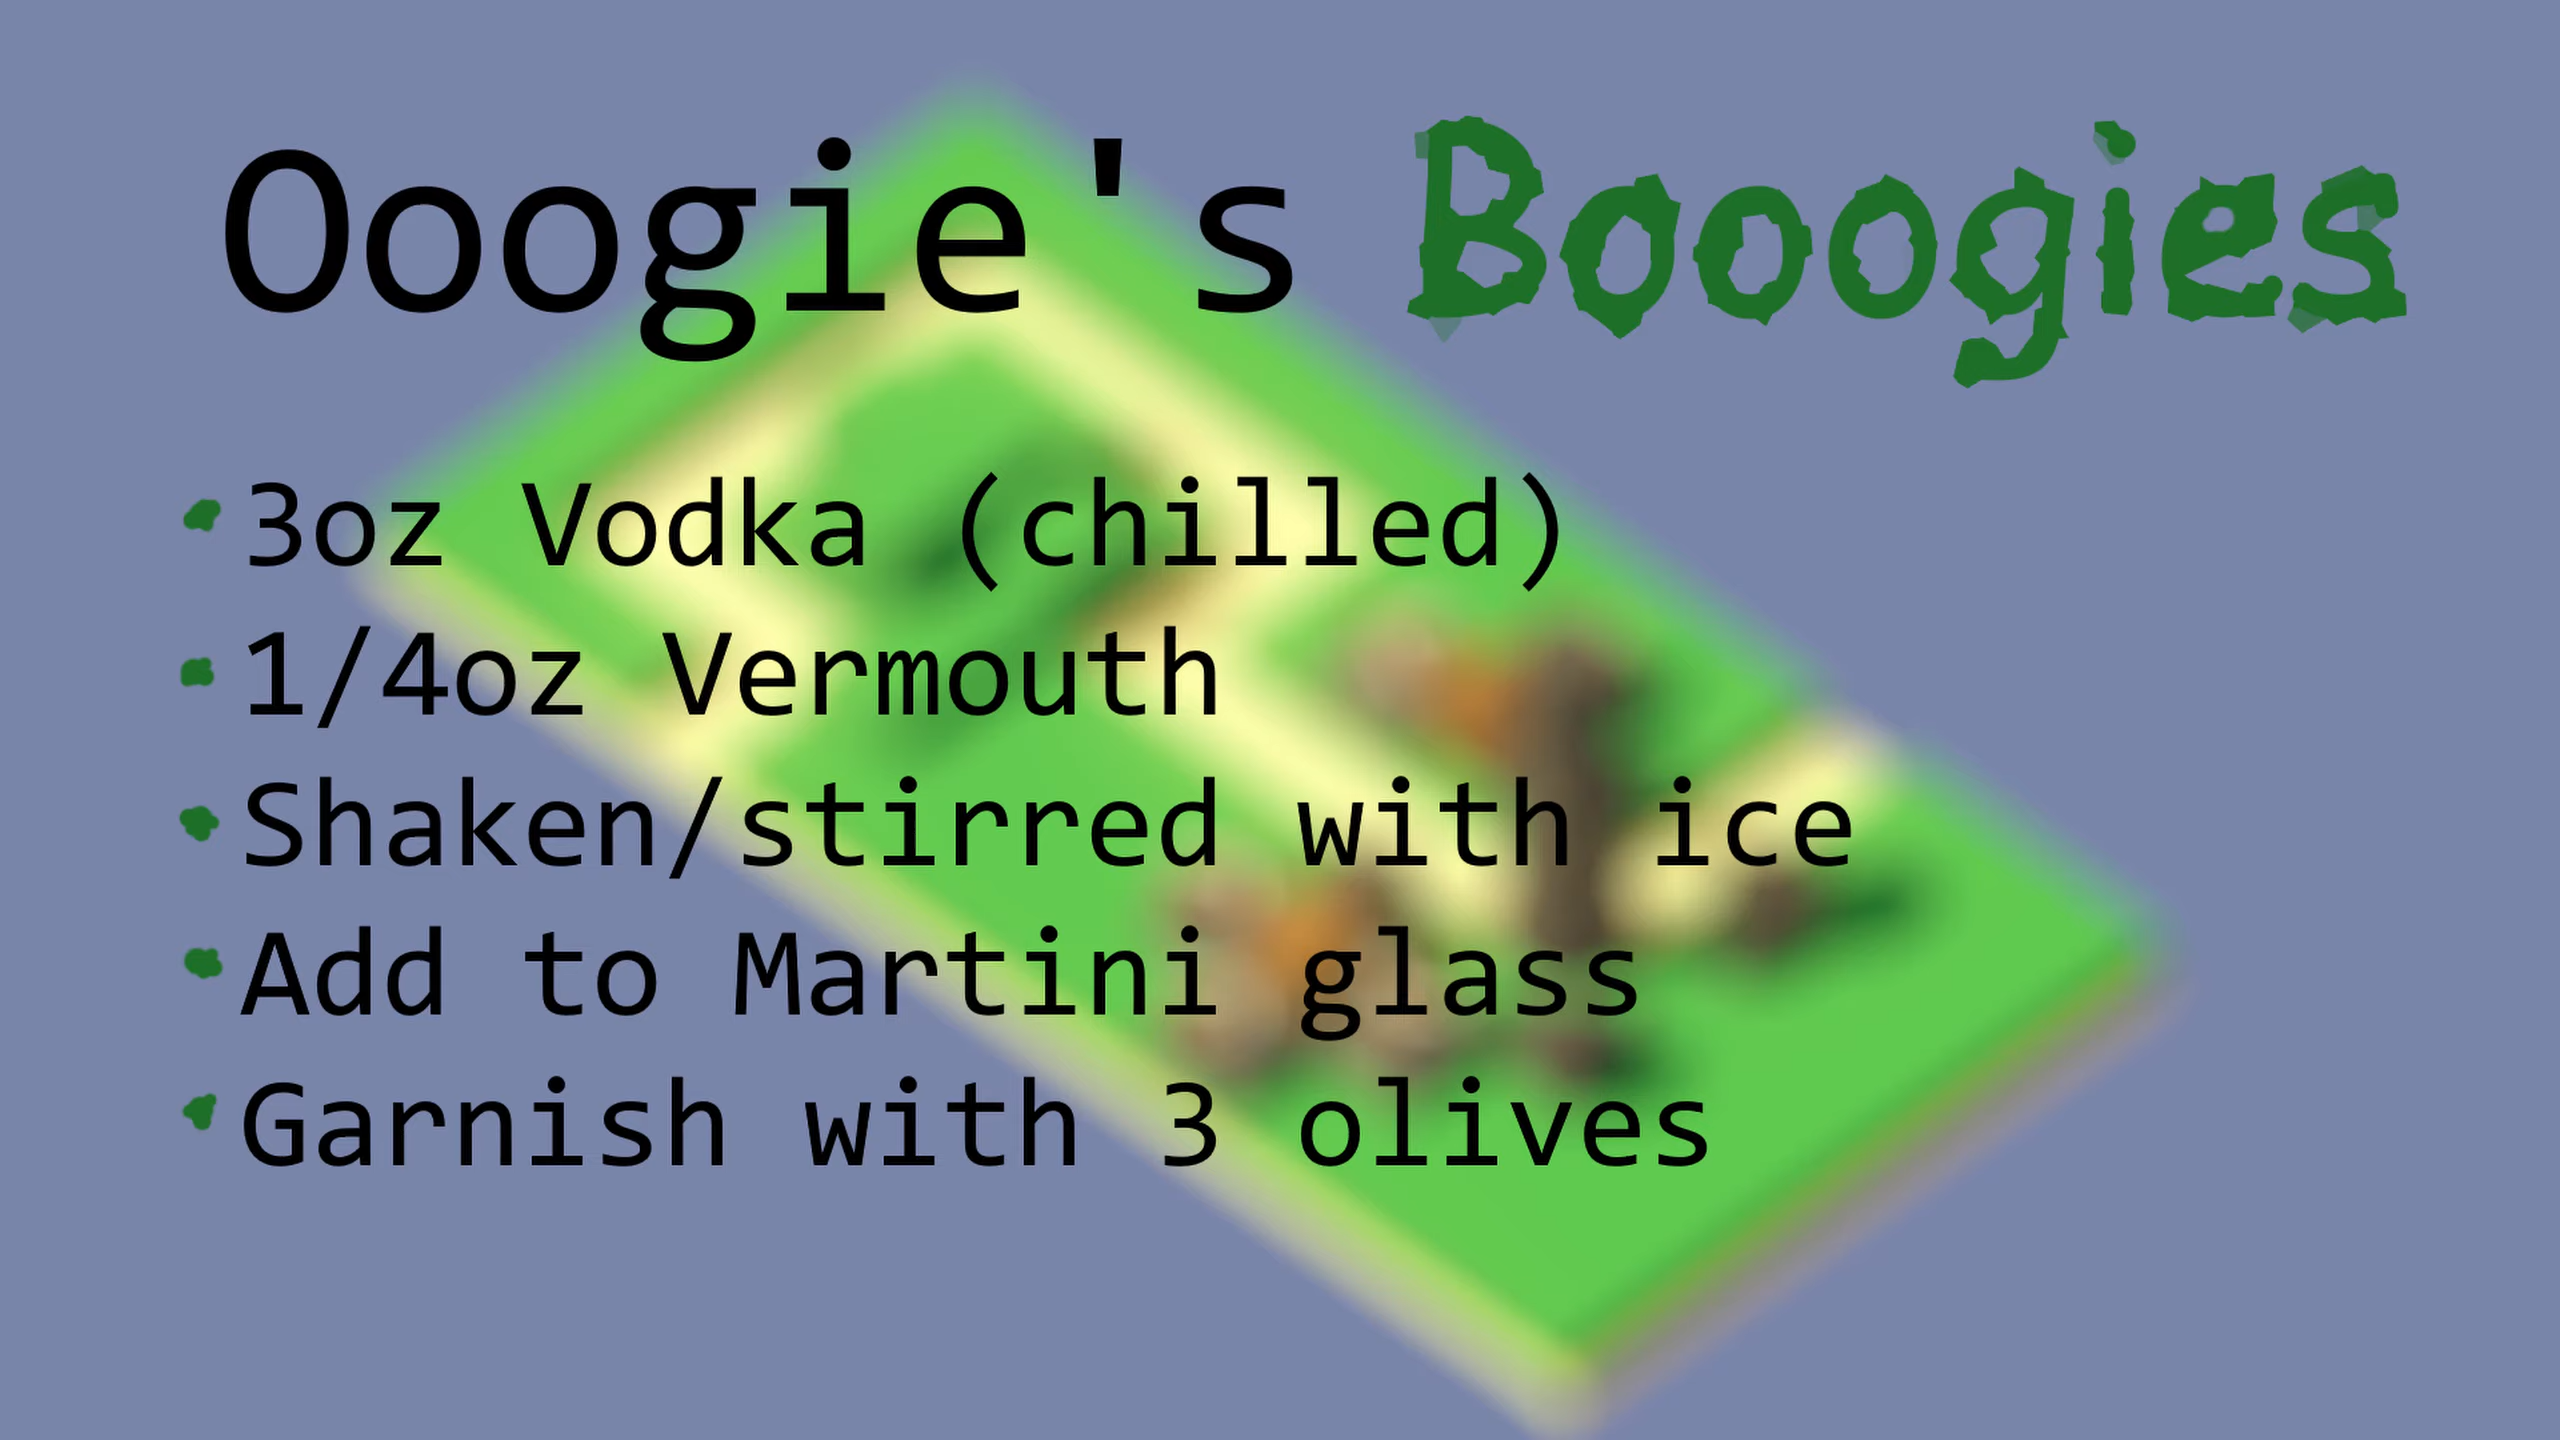 Ooogie's Booogies
3oz Vodka (chilled)
1/4oz Vermouth
Shaken/stirred with ice
Add to Martini glass
Garnish with 3 olives